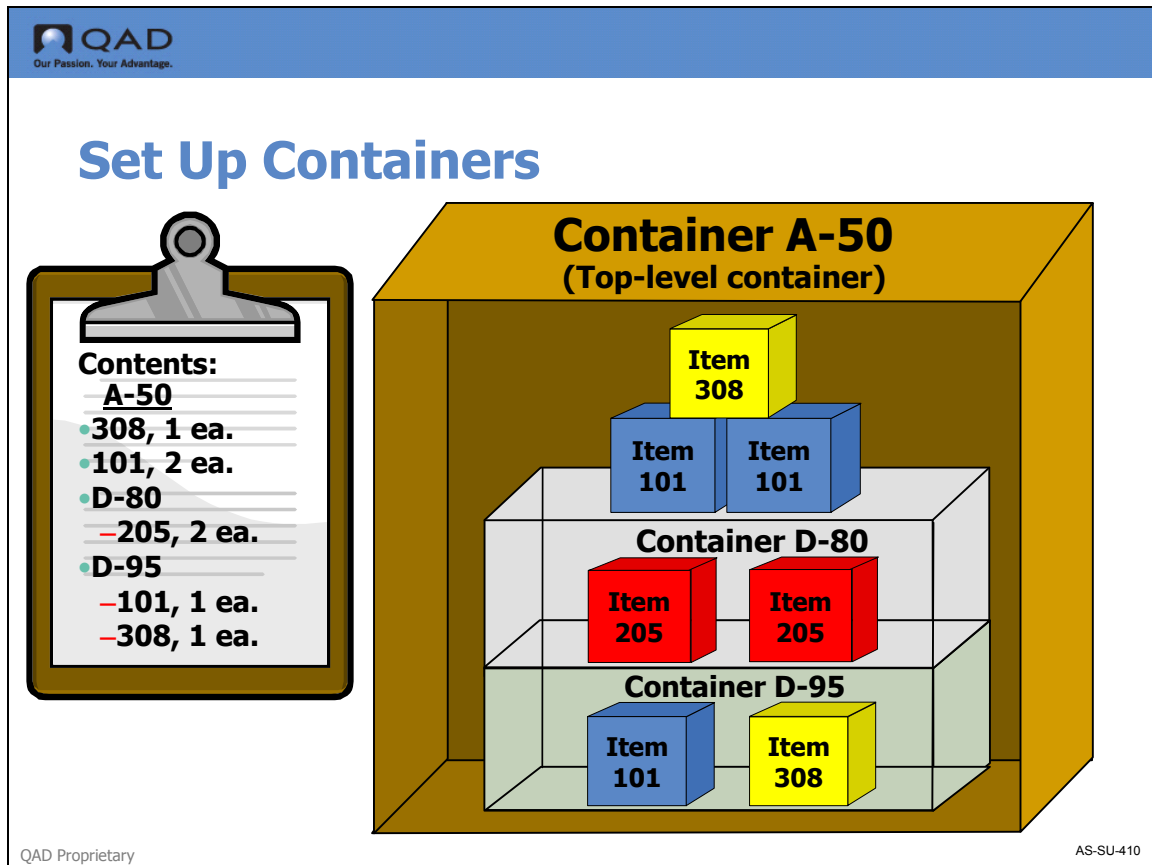 QAD
Our Passion. Your Advantage.
Set Up Containers
Contents:
A-50
•308, 1 ea.
•101, 2 ea.
•D-80
–205, 2 ea.
•D-95
–101, 1 ea.
–308, 1 ea.
Container A-50
(Top-level container)
Item
308
Item
101
Item
101
Container D-80
Item
205
Item
205
Container D-95
Item
101
Item
308
QAD Proprietary
AS-SU-410